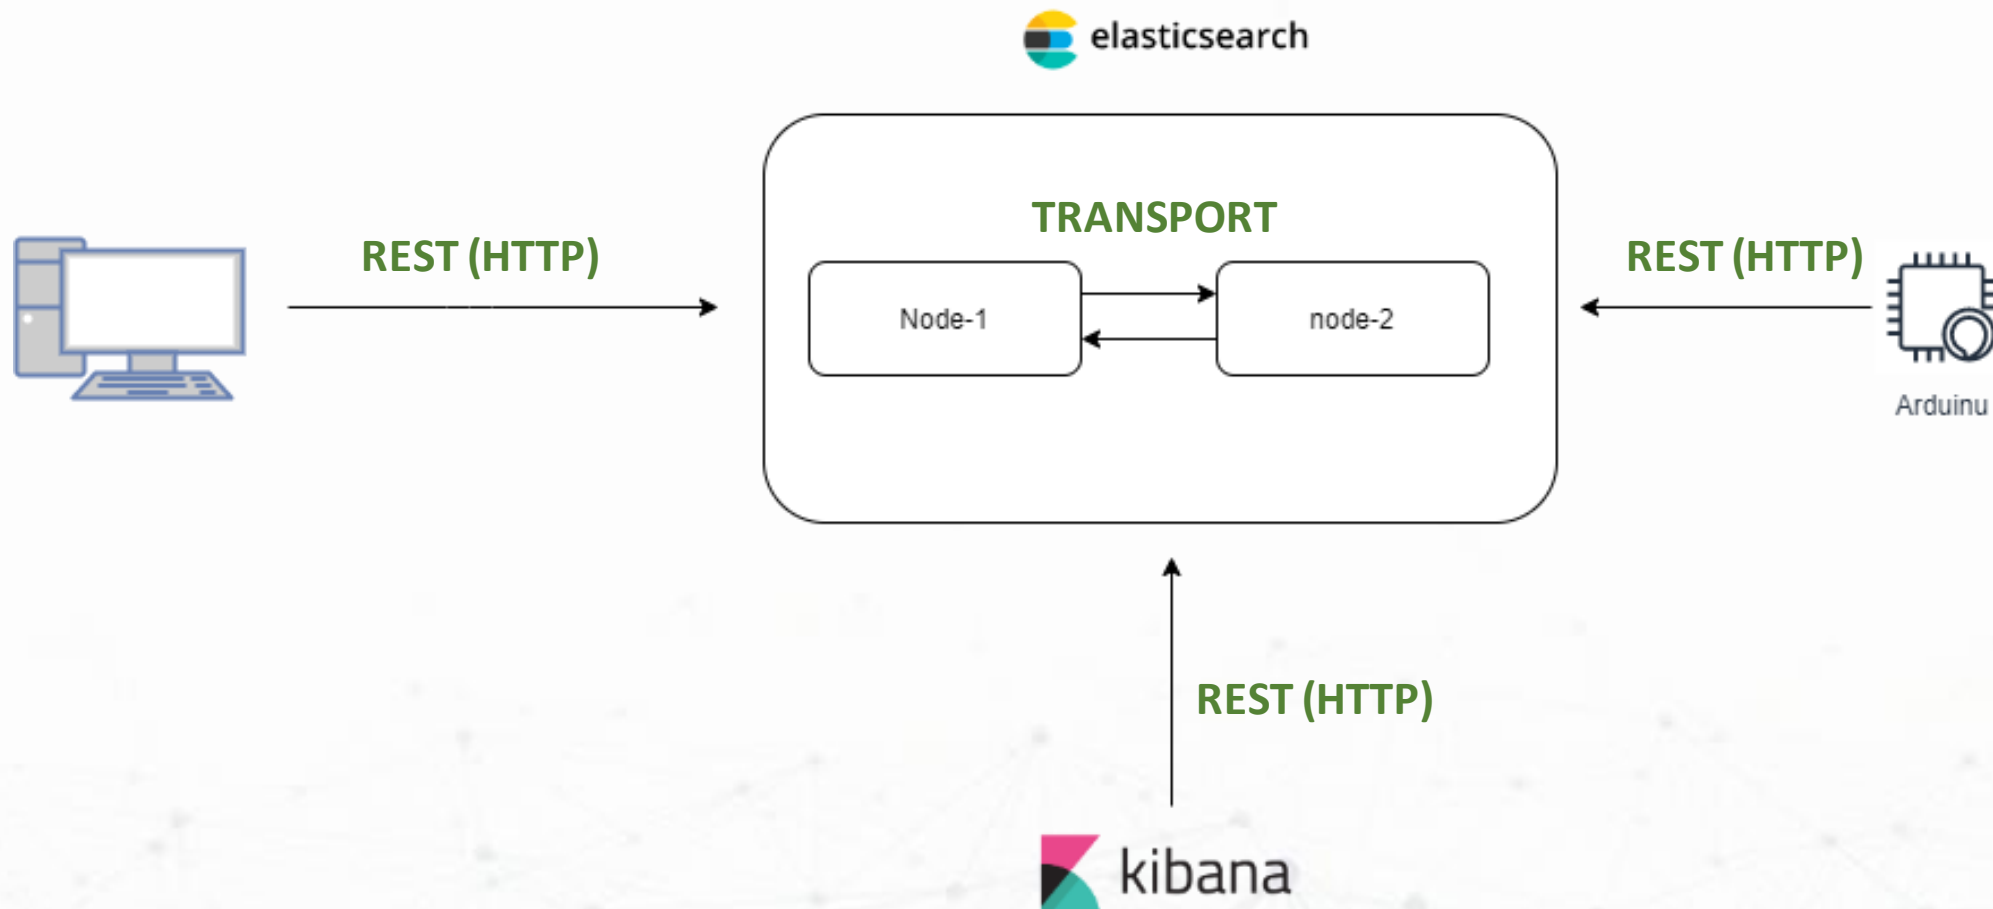 elasticsearch
TRANSPORT
REST (HTTP)
REST (HTTP)
Node-1
node-2
Arduinu
REST (HTTP)
kibana